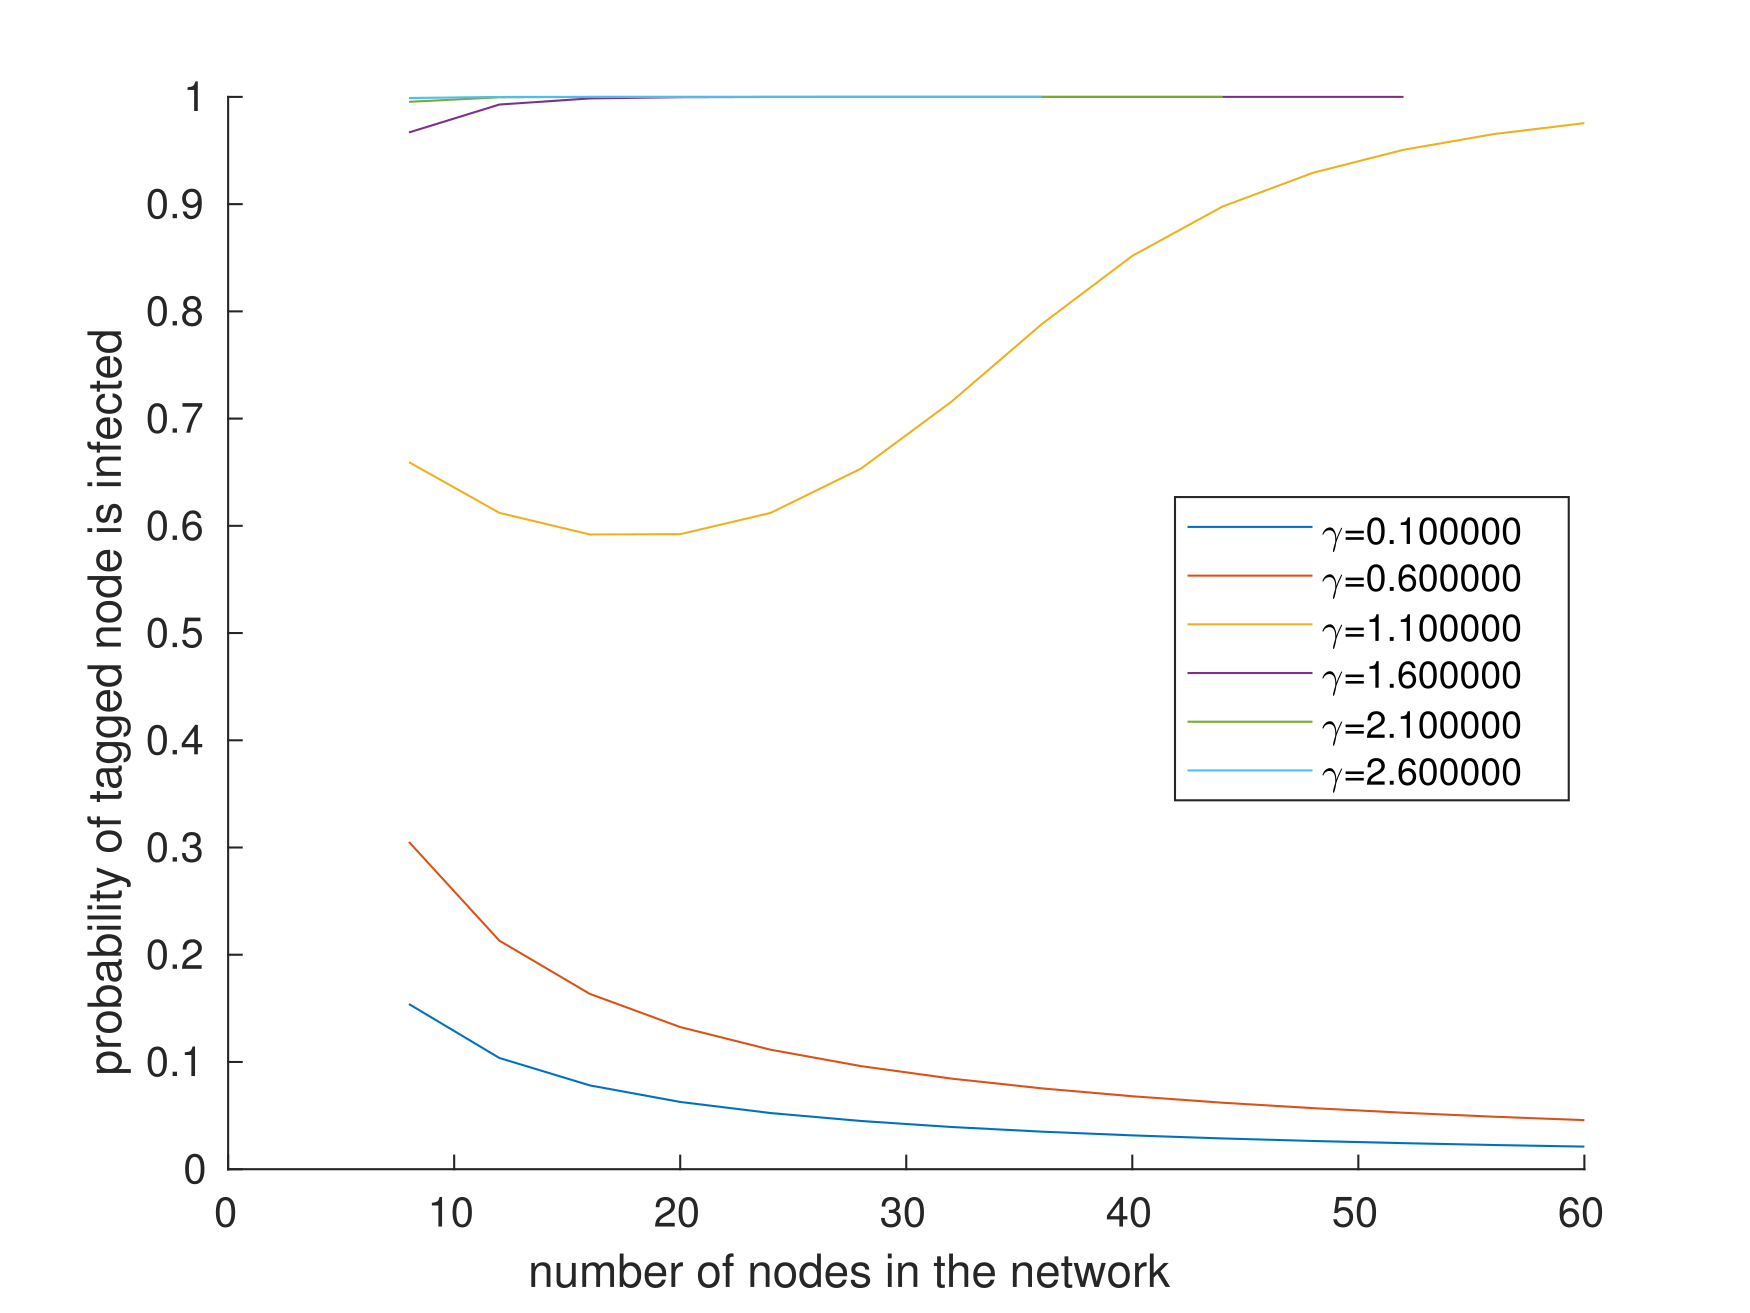 1
0.9
0.8
0.7
0.6
0.5
0.4
0.3
0.2
0.1
0
probability of tagged node is infected
γ=0.100000
γ=0.600000
γ=1.100000
γ=1.600000
γ=2.100000
γ=2.600000
0 10 20 30 40 50 60
number of nodes in the network